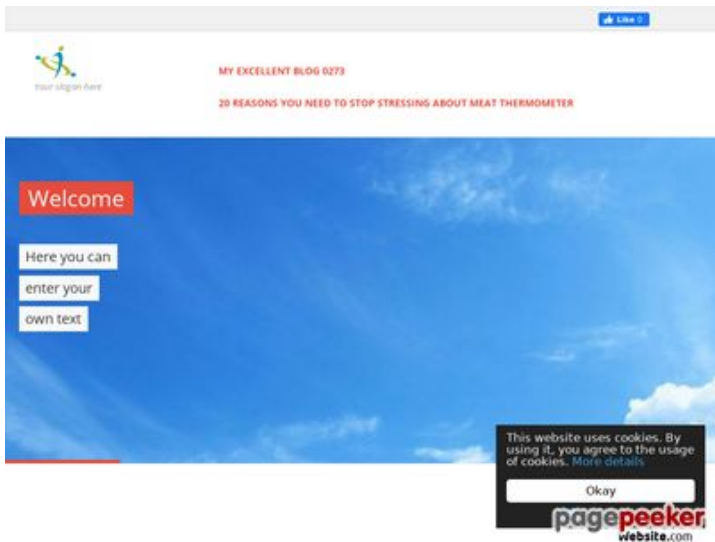 Like 0
Your slogan here
MY EXCELLENT BLOG 0273
20 REASONS YOU NEED TO STOP STRESSING ABOUT MEAT THERMOMETER
Welcome
Here you can
enter your
own text
This website uses cookies. By
using it, you agree to the usage
of cookies. More details
Okay
pagepeeker
website.com